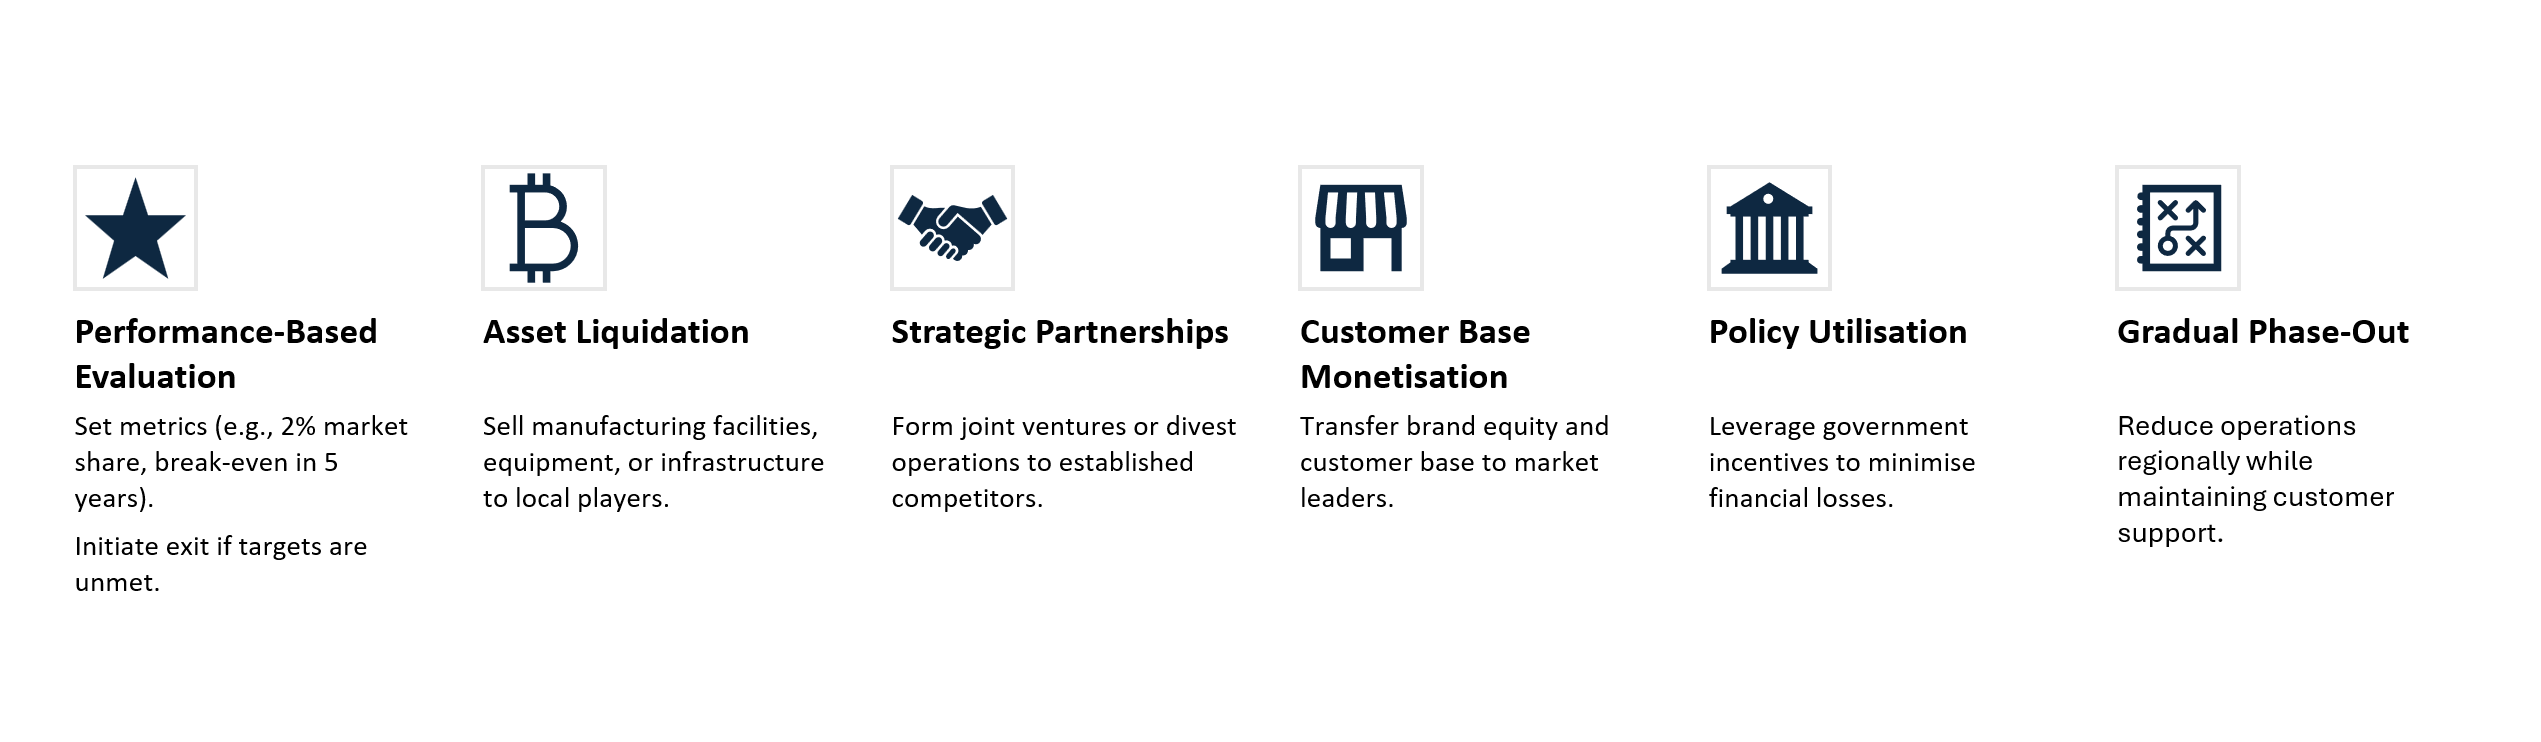 Performance-Based
Evaluation
Set metrics (e.g., 2% market
share, break-even in 5
years).
Initiate exit if targets are
unmet.
Asset Liquidation
Sell manufacturing facilities,
equipment, or infrastructure
to local players.
Strategic Partnerships
Form joint ventures or divest
operations to established
competitors.
Customer Base
Monetisation
Transfer brand equity and
customer base to market
leaders.
Policy Utilisation
Leverage government
incentives to minimise
financial losses.
Gradual Phase-Out
Reduce operations
regionally while
maintaining customer
support.